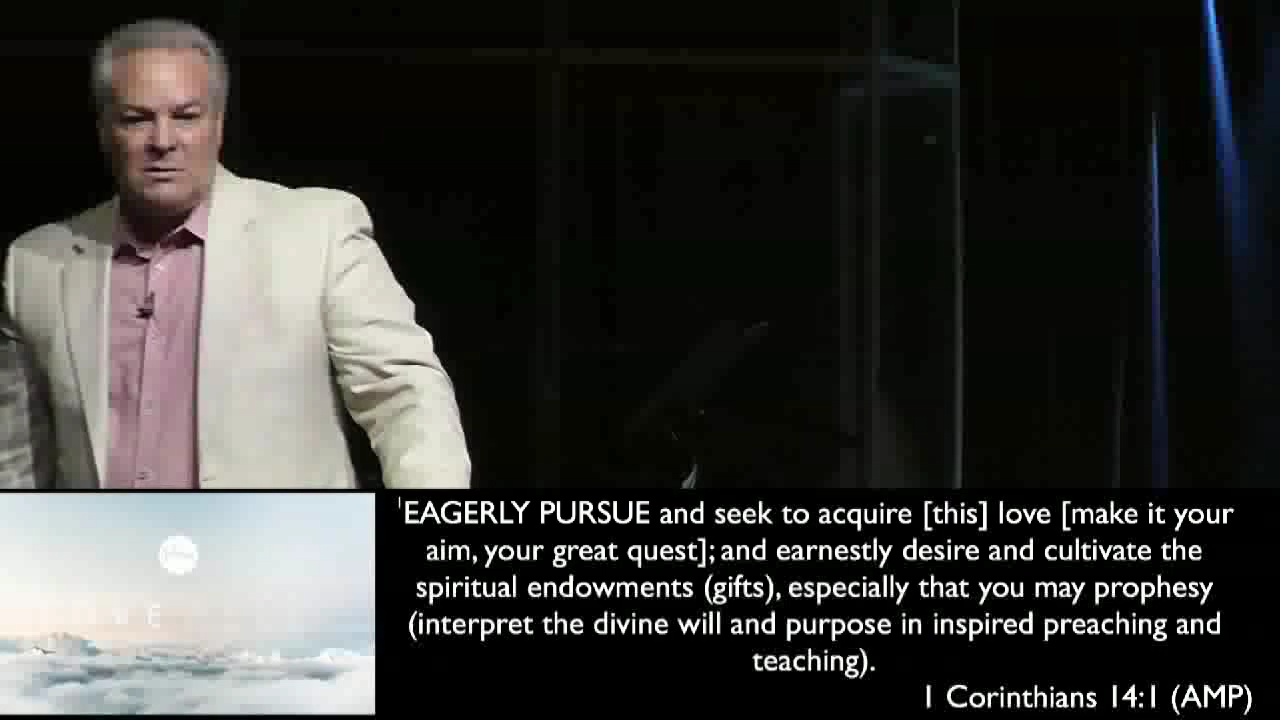 ¹EAGERLY PURSUE and seek to acquire [this] love [make it your
aim, your great quest]; and earnestly desire and cultivate the
spiritual endowments (gifts), especially that you may prophesy
(interpret the divine will and purpose in inspired preaching and
teaching).
1 Corinthians 14:1 (AMP)